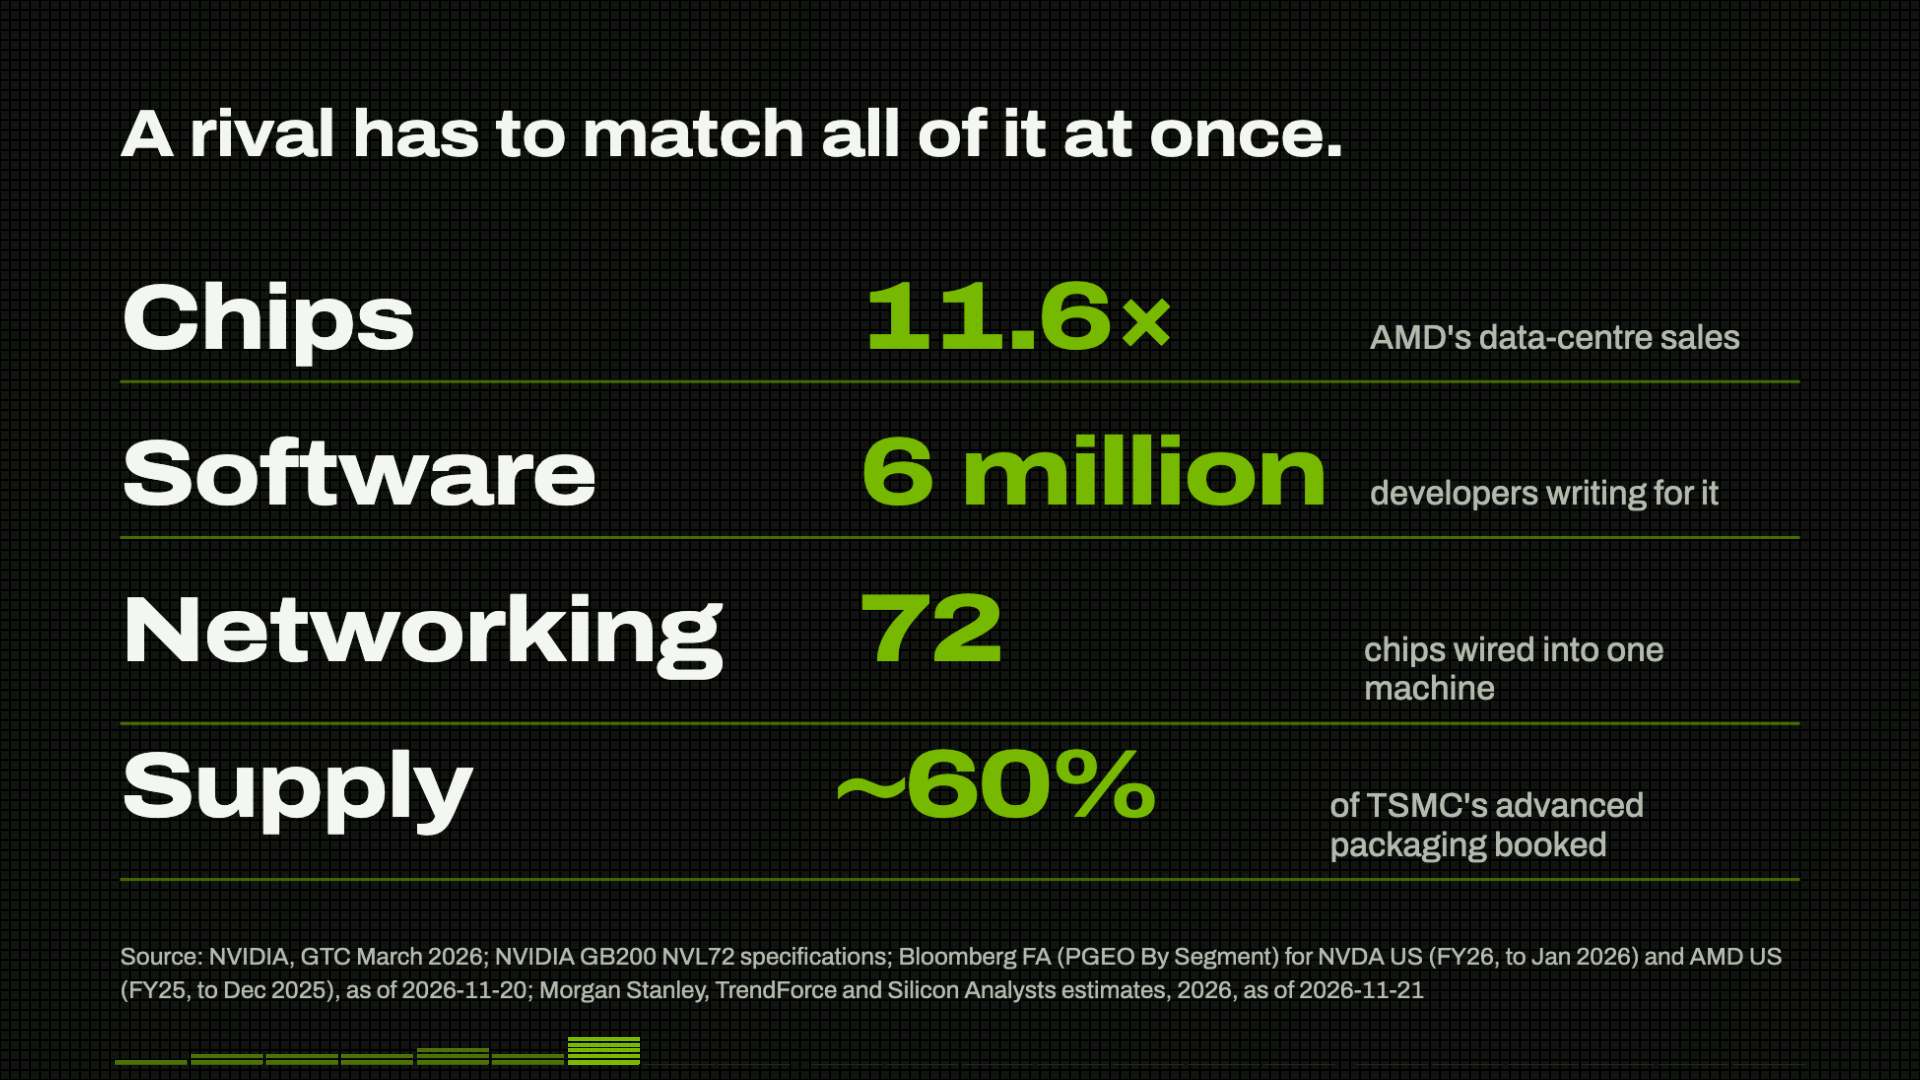 A rival has to match all of it at once.
Chips 11.6× AMD's data-centre sales
Software 6 million developers writing for it
Networking 72 chips wired into one
machine
Supply ~60% of TSMC's advanced
packaging booked
Source: NVIDIA, GTC March 2026; NVIDIA GB200 NVL72 specifications; Bloomberg FA (PGEO By Segment) for NVDA US (FY26, to Jan 2026) and AMD US
(FY25, to Dec 2025), as of 2026-11-20; Morgan Stanley, TrendForce and Silicon Analysts estimates, 2026, as of 2026-11-21